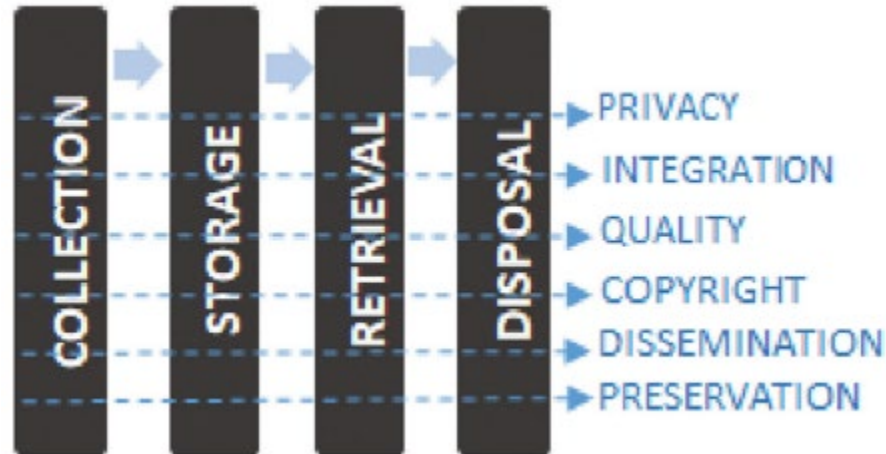 COLLECTION
STORAGE
RETRIEVAL
DISPOSAL
PRIVACY
INTEGRATION
QUALITY
COPYRIGHT
DISSEMINATION
PRESERVATION